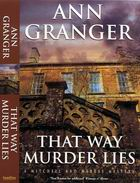 ANN
GRANGER
THAT WAY
MURDER LIES
A MITCHELL AND MARKBY MYSTERY
ANN GRANGER
THAT WAY
MURDER LIES
headline